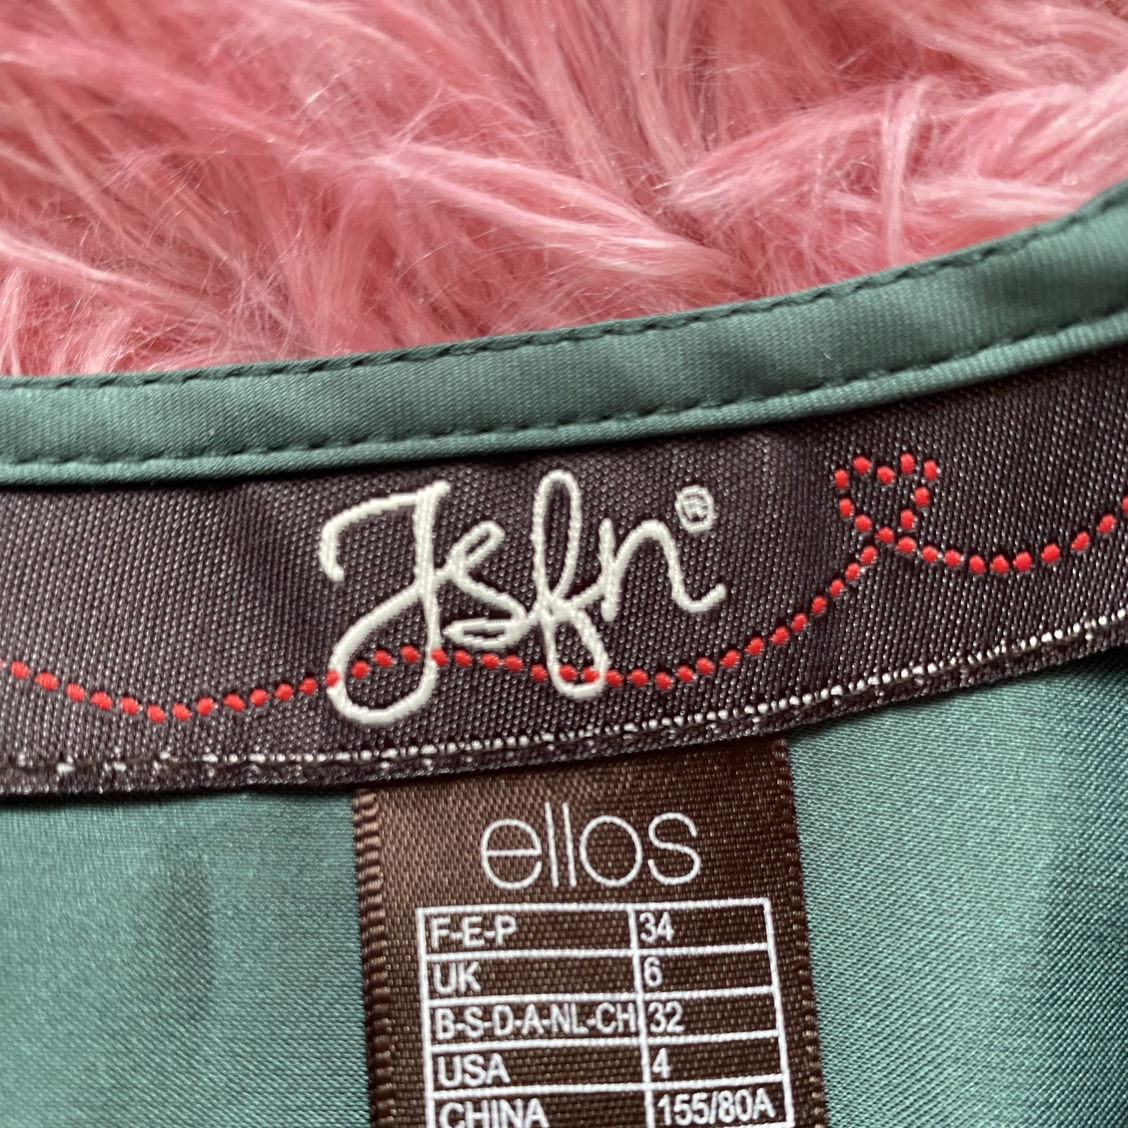 Jsfn®
ellos
F-E-P 34
UK 6
B-S-D-A-NL-CH 32
USA 4
CHINA 155/80A